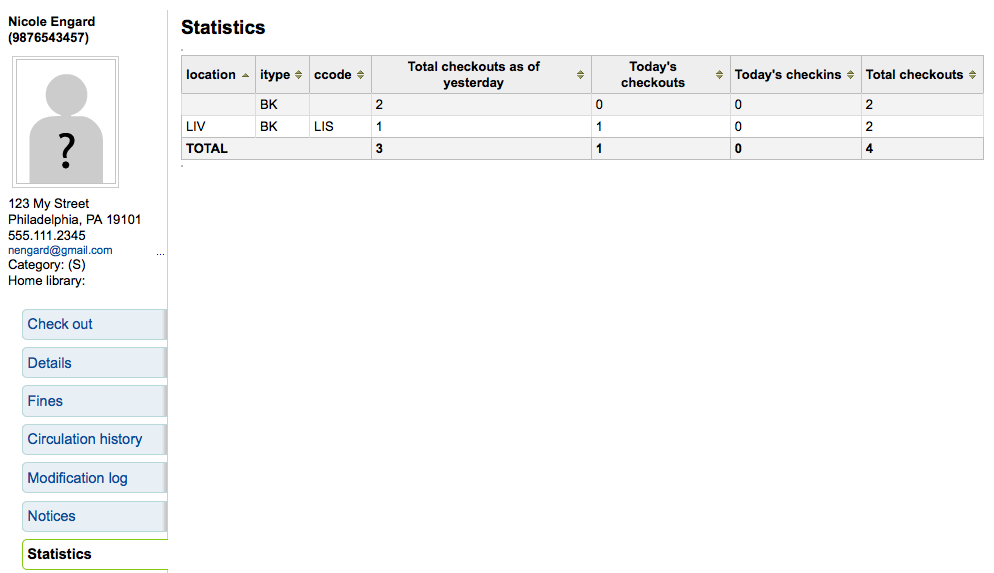 Nicole Engard
(9876543457)
?
123 My Street
Philadelphia, PA 19101
555.111.2345
nengard@gmail.com ...
Category: (S)
Home library:
Check out
Details
Fines
Circulation history
Modification log
Notices
Statistics
Statistics
location itype ccode Total checkouts as of yesterday Today's checkouts Today's checkins Total checkouts
BK 2 0 0 2
LIV BK LIS 1 1 0 2
TOTAL 3 1 0 4